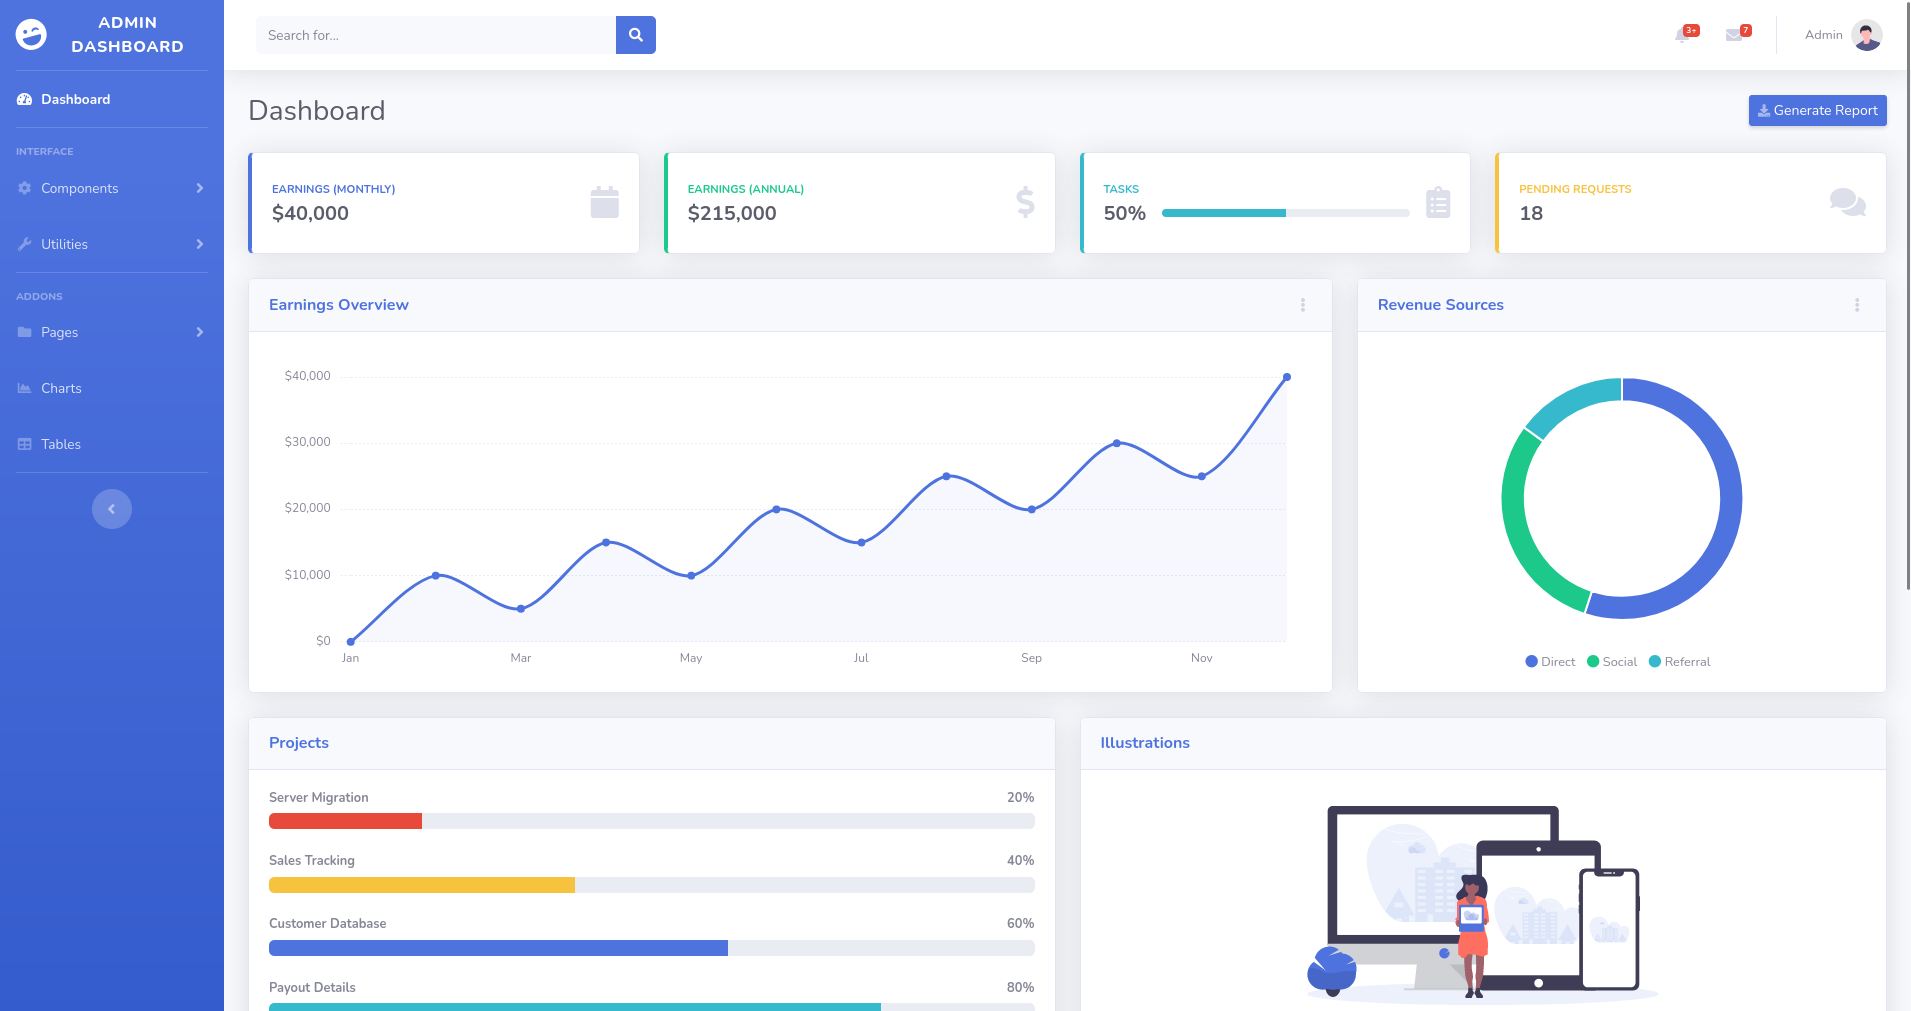 ADMIN
DASHBOARD
Search for...
3+
7
Admin
Dashboard
INTERFACE
Components
Utilities
ADDONS
Pages
Charts
Tables
Dashboard
Generate Report
EARNINGS (MONTHLY)
$40,000
EARNINGS (ANNUAL)
$215,000
TASKS
50%
PENDING REQUESTS
18
Earnings Overview
$40,000
$30,000
$20,000
$10,000
$0
Jan Mar May Jul Sep Nov
Revenue Sources
Direct Social Referral
Projects
Server Migration 20%
Sales Tracking 40%
Customer Database 60%
Payout Details 80%
Illustrations